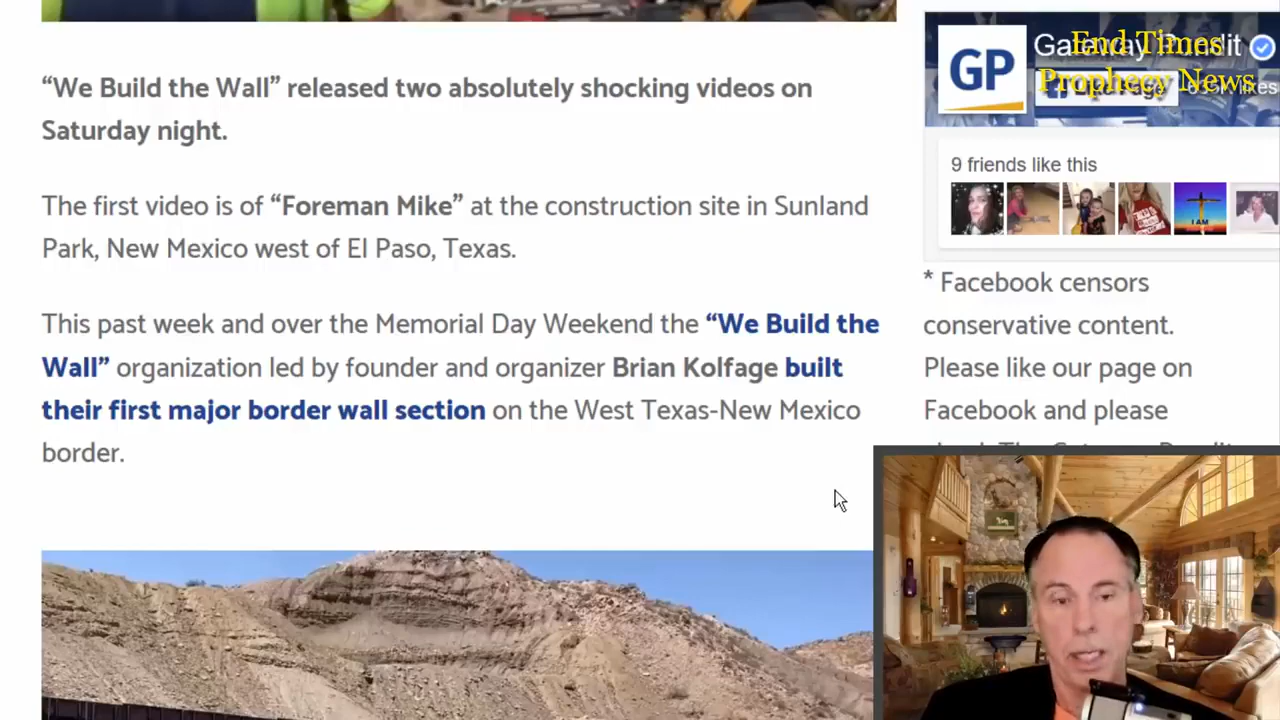 “We Build the Wall” released two absolutely shocking videos on
Saturday night.
The first video is of “Foreman Mike” at the construction site in Sunland
Park, New Mexico west of El Paso, Texas.
This past week and over the Memorial Day Weekend the “We Build the
Wall” organization led by founder and organizer Brian Kolfage built
their first major border wall section on the West Texas-New Mexico
border.
GP
Gateway Pundit
End Times
Prophecy News
likes
9 friends like this
I AM
* Facebook censors
conservative content.
Please like our page on
Facebook and please